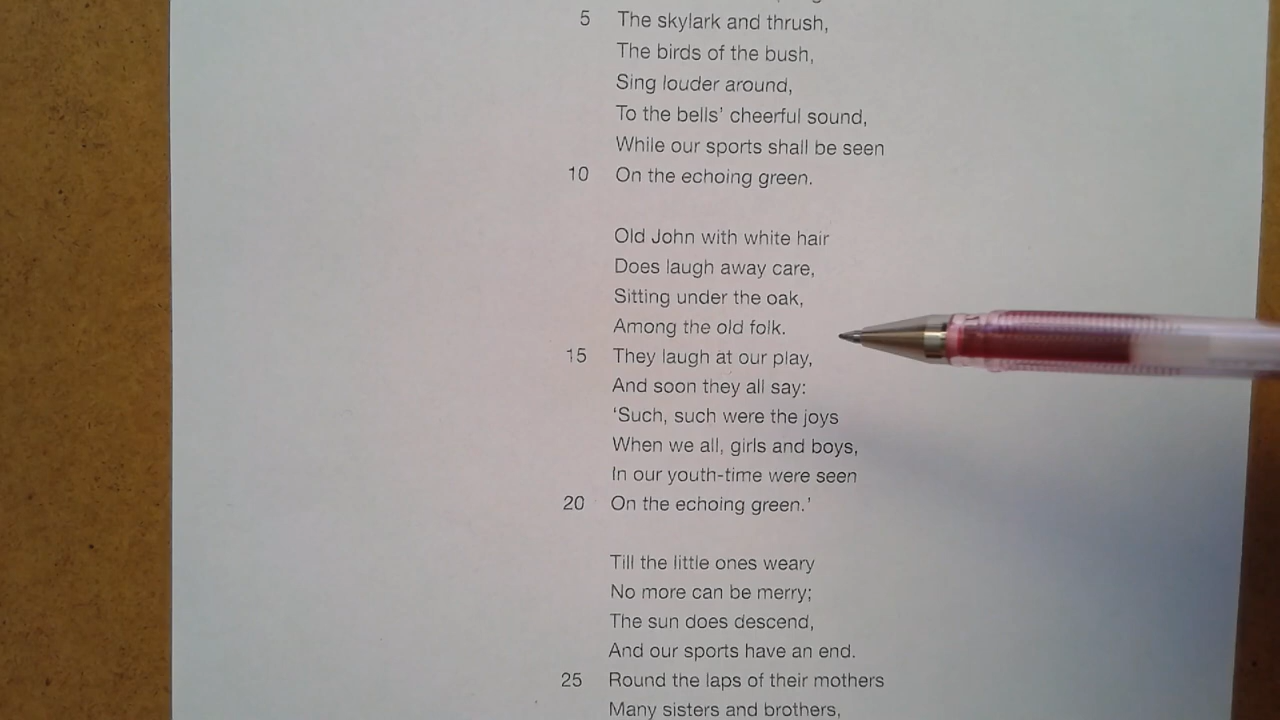 5 The skylark and thrush,
The birds of the bush,
Sing louder around,
To the bells' cheerful sound,
While our sports shall be seen
10 On the echoing green.
Old John with white hair
Does laugh away care,
Sitting under the oak,
Among the old folk.
15 They laugh at our play,
And soon they all say:
‘Such, such were the joys
When we all, girls and boys,
In our youth-time were seen
20 On the echoing green.’
Till the little ones weary
No more can be merry;
The sun does descend,
And our sports have an end.
25 Round the laps of their mothers
Many sisters and brothers,